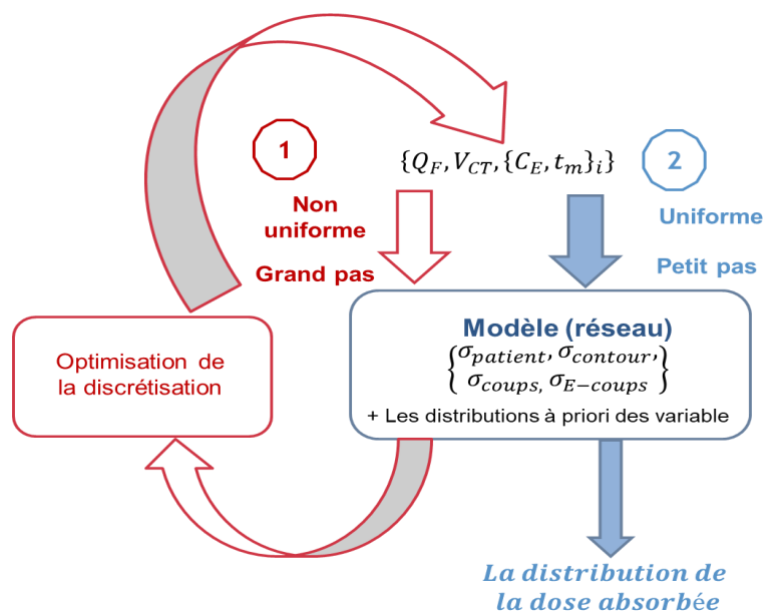 1
{Q_F, V_CT, {C_E, t_m}_i}
2
Non
uniforme
Grand pas
Uniforme
Petit pas
Optimisation de
la discrétisation
Modèle (réseau)
{σ_patient, σ_contour,
σ_coups, σ_E−coups}
+ Les distributions à priori des variable
La distribution de
la dose absorbée